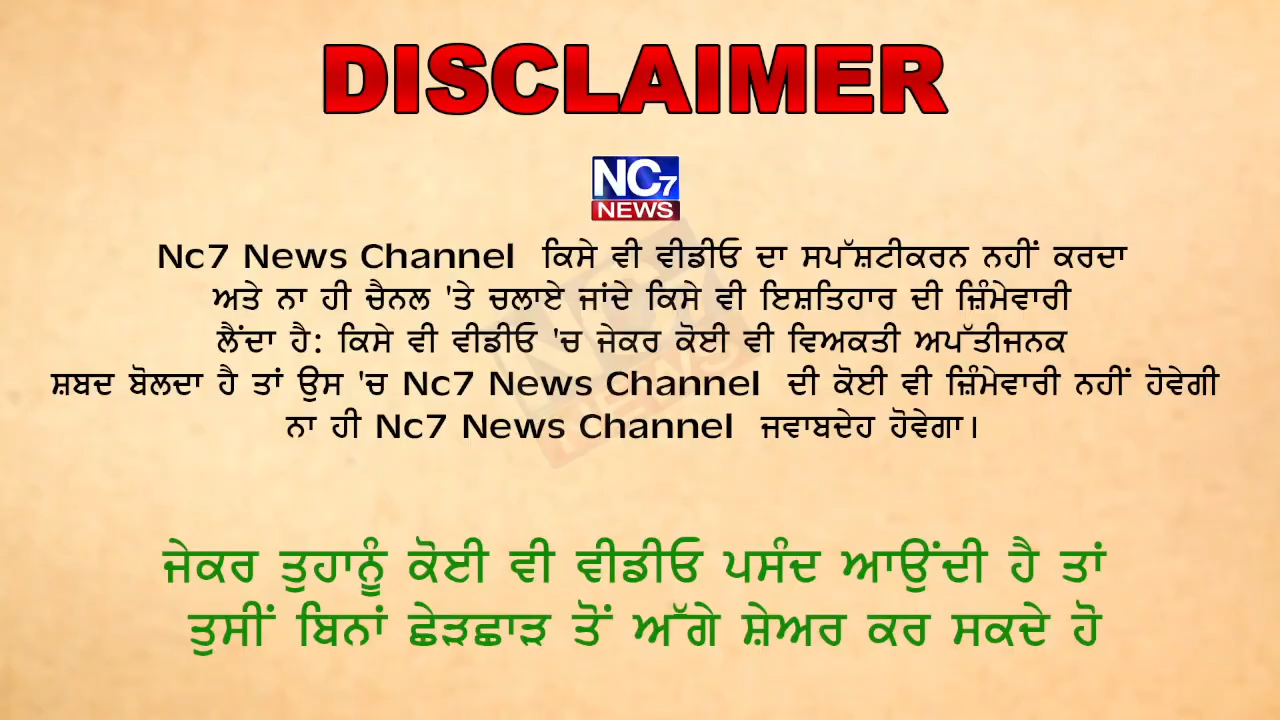 DISCLAIMER
NC7
NEWS
Nc7 News Channel ਕਿਸੇ ਵੀ ਵੀਡੀਓ ਦਾ ਸਪੱਸ਼ਟੀਕਰਨ ਨਹੀਂ ਕਰਦਾ
ਅਤੇ ਨਾ ਹੀ ਚੈਨਲ 'ਤੇ ਚਲਾਏ ਜਾਂਦੇ ਕਿਸੇ ਵੀ ਇਸ਼ਤਿਹਾਰ ਦੀ ਜ਼ਿੰਮੇਵਾਰੀ
ਲੈਂਦਾ ਹੈ: ਕਿਸੇ ਵੀ ਵੀਡੀਓ 'ਚ ਜੇਕਰ ਕੋਈ ਵੀ ਵਿਅਕਤੀ ਅਪੱਤੀਜਨਕ
ਸ਼ਬਦ ਬੋਲਦਾ ਹੈ ਤਾਂ ਉਸ 'ਚ Nc7 News Channel ਦੀ ਕੋਈ ਵੀ ਜ਼ਿੰਮੇਵਾਰੀ ਨਹੀਂ ਹੋਵੇਗੀ
ਨਾ ਹੀ Nc7 News Channel ਜਵਾਬਦੇਹ ਹੋਵੇਗਾ।
ਜੇਕਰ ਤੁਹਾਨੂੰ ਕੋਈ ਵੀ ਵੀਡੀਓ ਪਸੰਦ ਆਉਂਦੀ ਹੈ ਤਾਂ
ਤੁਸੀਂ ਬਿਨਾਂ ਛੇੜਛਾੜ ਤੋਂ ਅੱਗੇ ਸ਼ੇਅਰ ਕਰ ਸਕਦੇ ਹੋ